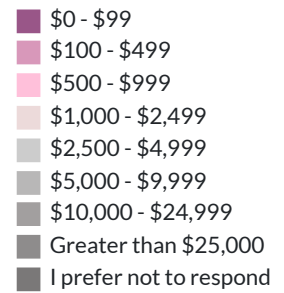 $0 - $99
$100 - $499
$500 - $999
$1,000 - $2,499
$2,500 - $4,999
$5,000 - $9,999
$10,000 - $24,999
Greater than $25,000
I prefer not to respond